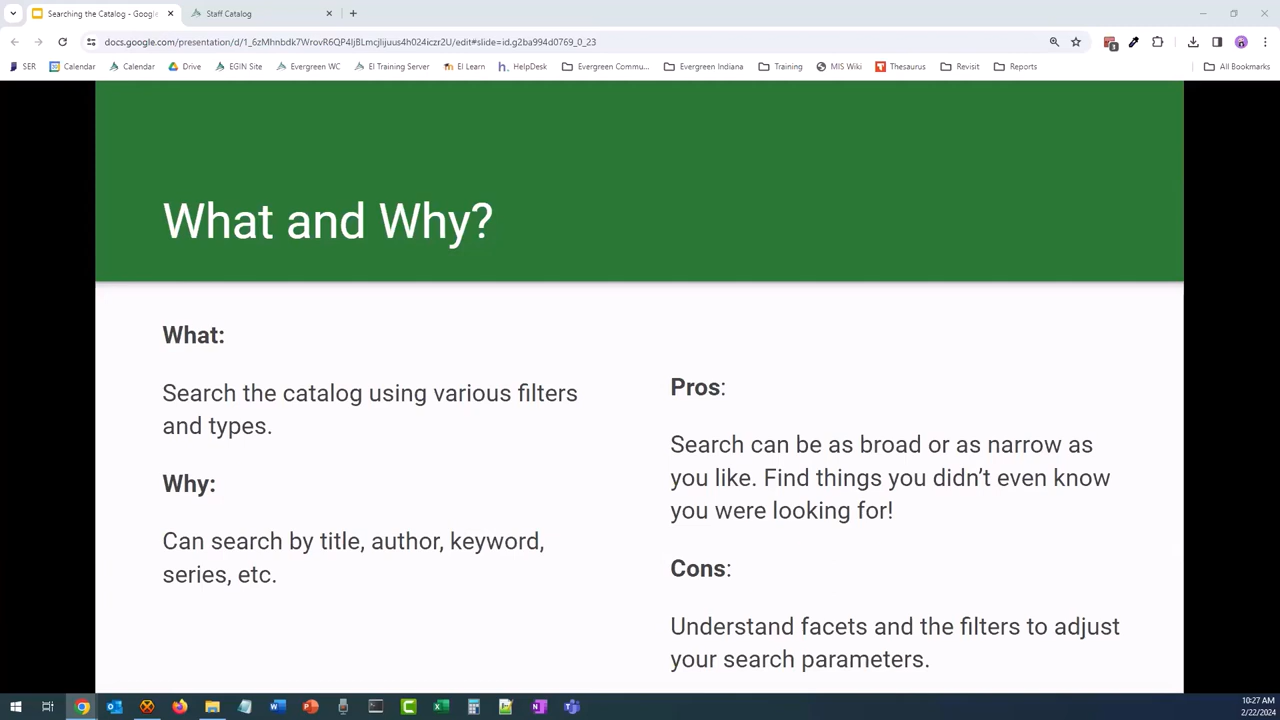 Searching the Catalog - Google
Staff Catalog
docs.google.com/presentation/d/1_6zMhnbdk7WrovR6QP4IjBLmcjlijuus4h024iczr2U/edit#slide=id.g2ba994d0769_0_23
SER
Calendar
Calendar
Drive
EGIN Site
Evergreen WC
EI Training Server
EI Learn
HelpDesk
Evergreen Commu...
Evergreen Indiana
Training
MIS Wiki
Thesaurus
Revisit
Reports
All Bookmarks
What and Why?
What:
Search the catalog using various filters
and types.
Why:
Can search by title, author, keyword,
series, etc.
Pros:
Search can be as broad or as narrow as
you like. Find things you didn’t even know
you were looking for!
Cons:
Understand facets and the filters to adjust
your search parameters.
10:27 AM
2/22/2024